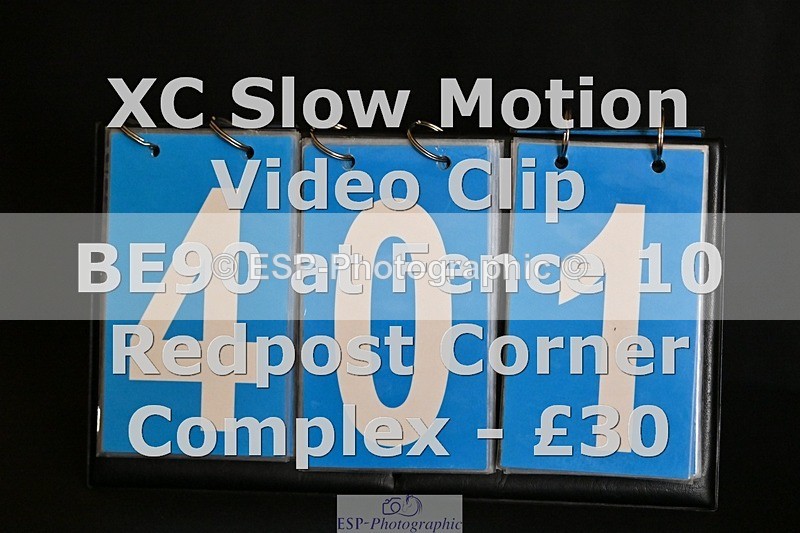 XC Slow Motion
Video Clip
BE90 at Fence 10
© ESP-Photographic ©
Redpost Corner
Complex - £30
401
ESP-Photographic